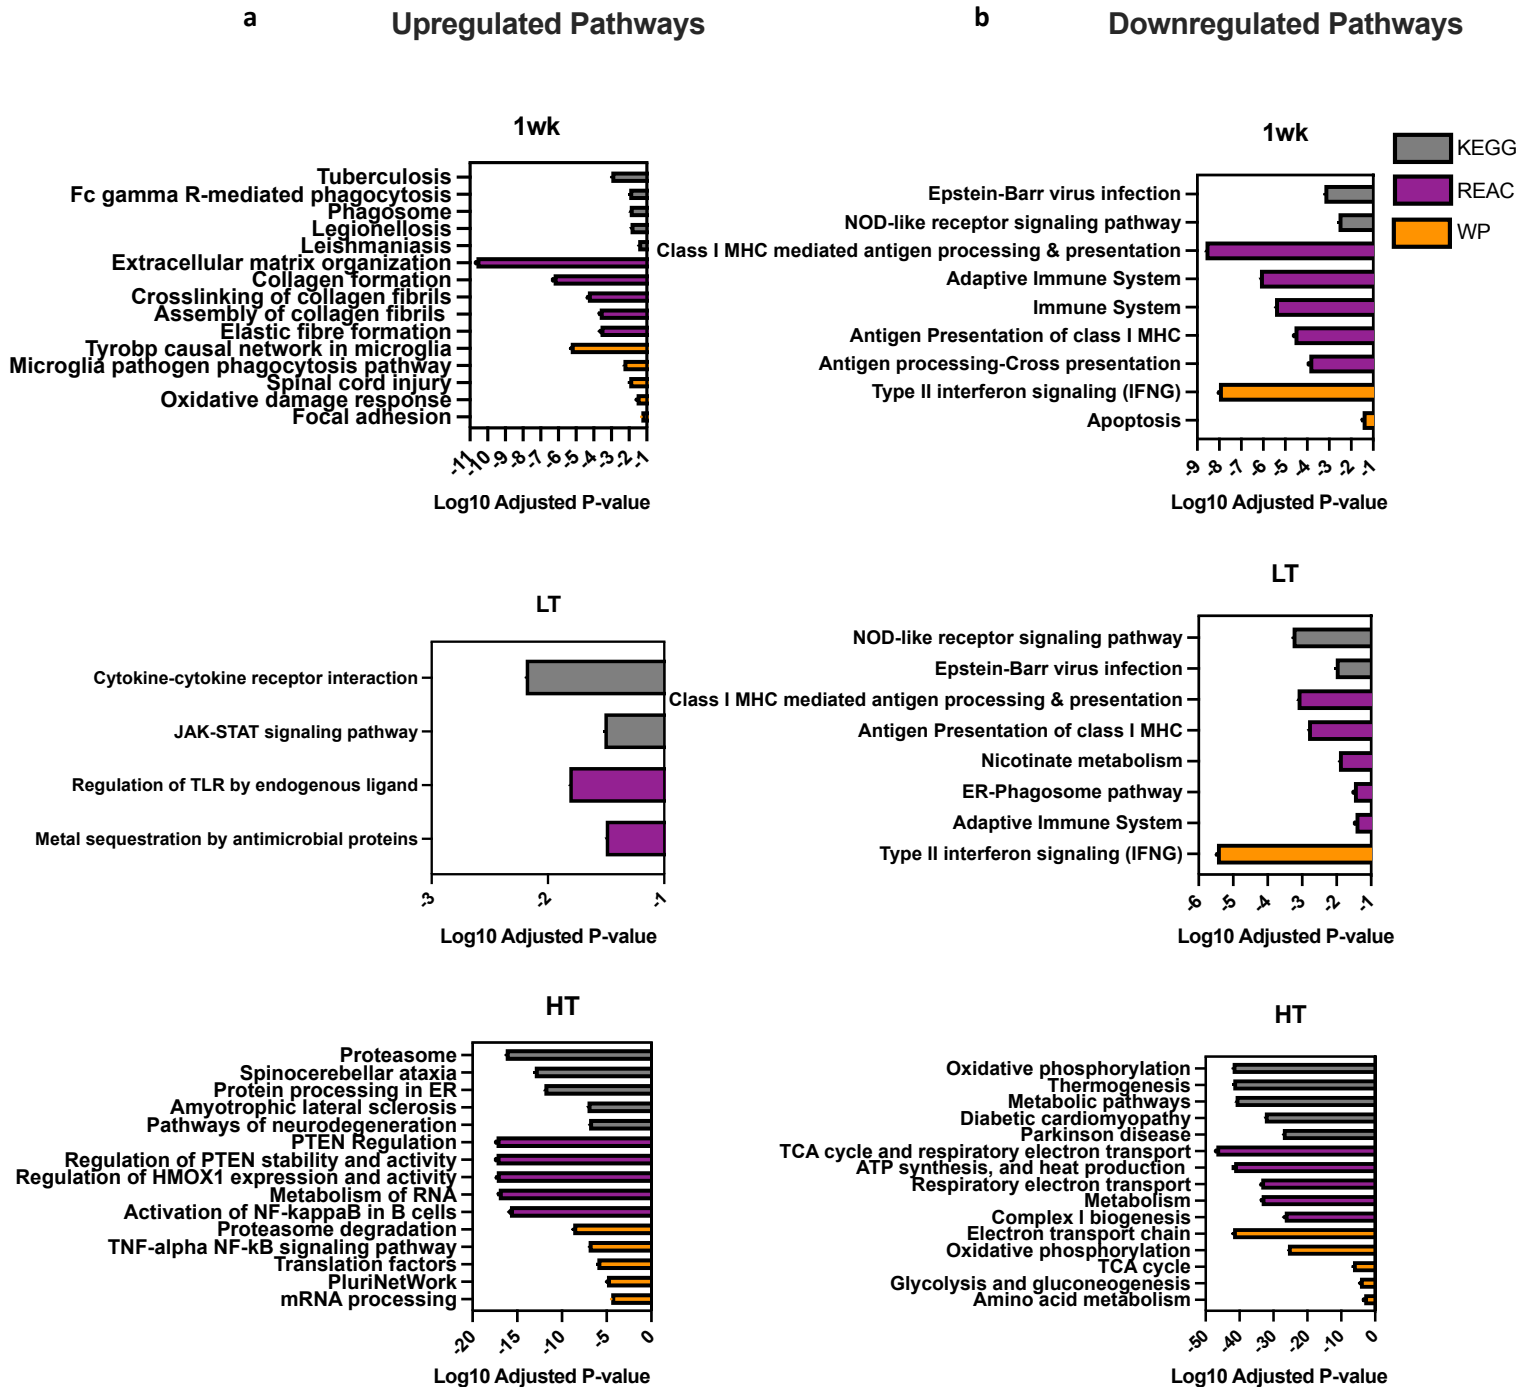 a
Upregulated Pathways
b
Downregulated Pathways
1wk
Tuberculosis
Fc gamma R-mediated phagocytosis
Phagosome
Legionellosis
Leishmaniasis
Extracellular matrix organization
Collagen formation
Crosslinking of collagen fibrils
Assembly of collagen fibrils
Elastic fibre formation
Tyrobp causal network in microglia
Microglia pathogen phagocytosis pathway
Spinal cord injury
Oxidative damage response
Focal adhesion
-11 -10 -9 -8 -7 -6 -5 -4 -3 -2 -1
Log10 Adjusted P-value
1wk
KEGG
REAC
WP
Epstein-Barr virus infection
NOD-like receptor signaling pathway
Class I MHC mediated antigen processing & presentation
Adaptive Immune System
Immune System
Antigen Presentation of class I MHC
Antigen processing-Cross presentation
Type II interferon signaling (IFNG)
Apoptosis
-9 -8 -7 -6 -5 -4 -3 -2 -1
Log10 Adjusted P-value
LT
Cytokine-cytokine receptor interaction
JAK-STAT signaling pathway
Regulation of TLR by endogenous ligand
Metal sequestration by antimicrobial proteins
-3 -2 -1
Log10 Adjusted P-value
LT
NOD-like receptor signaling pathway
Epstein-Barr virus infection
Class I MHC mediated antigen processing & presentation
Antigen Presentation of class I MHC
Nicotinate metabolism
ER-Phagosome pathway
Adaptive Immune System
Type II interferon signaling (IFNG)
-6 -5 -4 -3 -2 -1
Log10 Adjusted P-value
HT
Proteasome
Spinocerebellar ataxia
Protein processing in ER
Amyotrophic lateral sclerosis
Pathways of neurodegeneration
PTEN Regulation
Regulation of PTEN stability and activity
Regulation of HMOX1 expression and activity
Metabolism of RNA
Activation of NF-kappaB in B cells
Proteasome degradation
TNF-alpha NF-kB signaling pathway
Translation factors
PluriNetWork
mRNA processing
-20 -15 -10 -5 0
Log10 Adjusted P-value
HT
Oxidative phosphorylation
Thermogenesis
Metabolic pathways
Diabetic cardiomyopathy
Parkinson disease
TCA cycle and respiratory electron transport
ATP synthesis, and heat production
Respiratory electron transport
Metabolism
Complex I biogenesis
Electron transport chain
Oxidative phosphorylation
TCA cycle
Glycolysis and gluconeogenesis
Amino acid metabolism
-50 -40 -30 -20 -10 0
Log10 Adjusted P-value